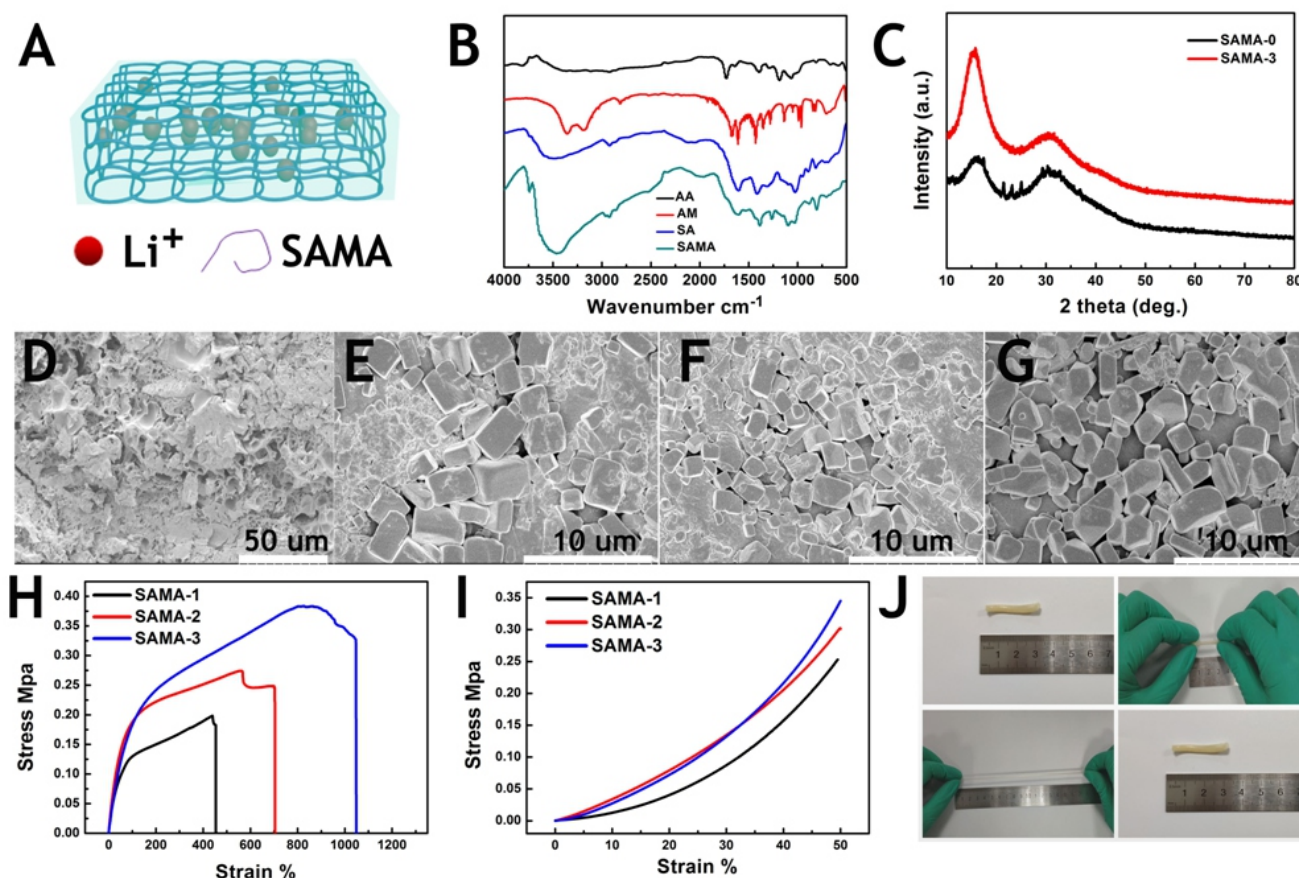 A
Li+ SAMA
B
AA
AM
SA
SAMA
4000 3500 3000 2500 2000 1500 1000 500
Wavenumber cm-1
C
SAMA-0
SAMA-3
Intensity (a.u.)
10 20 30 40 50 60 70 80
2 theta (deg.)
D
50 um
E
10 um
F
10 um
G
10 um
H
SAMA-1
SAMA-2
SAMA-3
Stress Mpa
0.40
0.35
0.30
0.25
0.20
0.15
0.10
0.05
0.00
0 200 400 600 800 1000 1200
Strain %
I
SAMA-1
SAMA-2
SAMA-3
Stress Mpa
0.35
0.30
0.25
0.20
0.15
0.10
0.05
0.00
0 10 20 30 40 50
Strain %
J
1 2 3 4 5 6 7
1 2 3 4 5 6